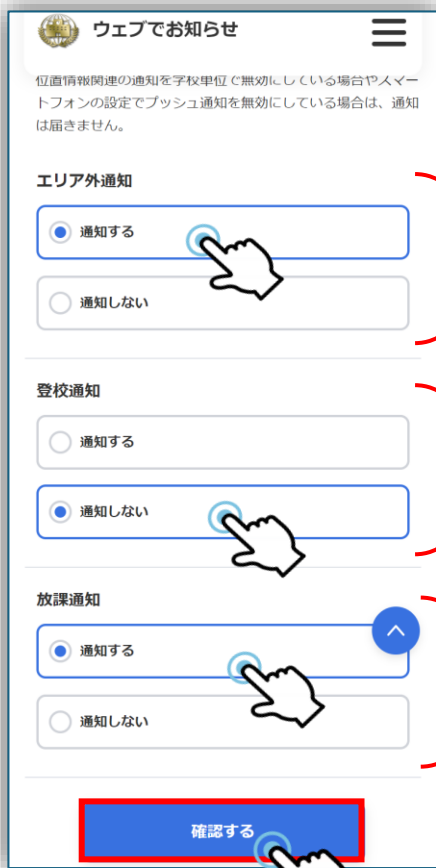 ウェブでお知らせ
位置情報関連の通知を学校単位で無効にしている場合やスマー
トフォンの設定でプッシュ通知を無効にしている場合は、通知
は届きません。
エリア外通知
通知する
通知しない
登校通知
通知する
通知しない
放課通知
通知する
通知しない
確認する